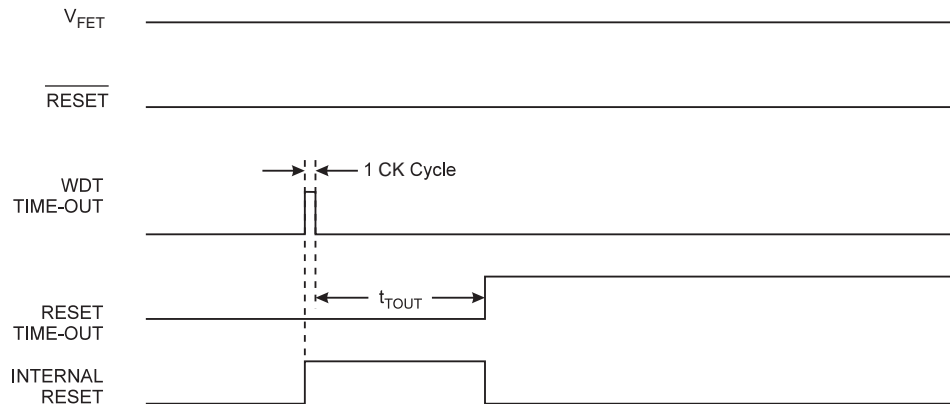 VFET
RESET
1 CK Cycle
WDT
TIME-OUT
tTOUT
RESET
TIME-OUT
INTERNAL
RESET